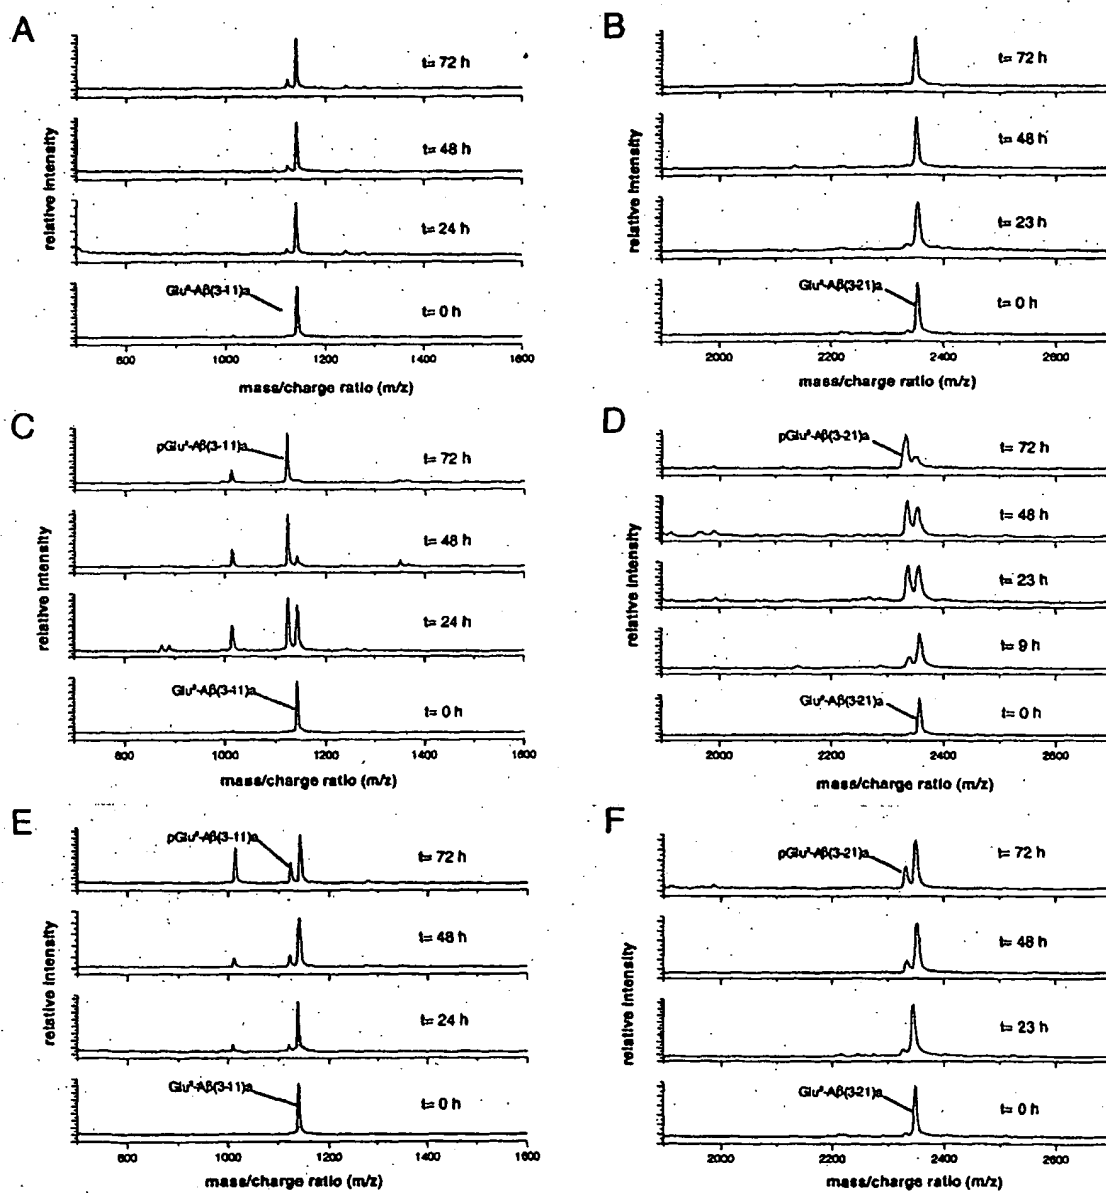 A
t= 72 h
t= 48 h
t= 24 h
Glu³-Aβ(3-11)a
t= 0 h
relative intensity
800 1000 1200 1400 1600
mass/charge ratio (m/z)
B
t= 72 h
t= 48 h
t= 23 h
Glu³-Aβ(3-21)a
t= 0 h
relative intensity
2000 2200 2400 2600
mass/charge ratio (m/z)
C
pGlu³-Aβ(3-11)a
t= 72 h
t= 48 h
t= 24 h
Glu³-Aβ(3-11)a
t= 0 h
relative intensity
800 1000 1200 1400 1600
mass/charge ratio (m/z)
D
pGlu³-Aβ(3-21)a
t= 72 h
t= 48 h
t= 23 h
t= 9 h
Glu³-Aβ(3-21)a
t= 0 h
relative intensity
2000 2200 2400 2600
mass/charge ratio (m/z)
E
pGlu³-Aβ(3-11)a
t= 72 h
t= 48 h
t= 24 h
Glu³-Aβ(3-11)a
t= 0 h
relative intensity
800 1000 1200 1400 1600
mass/charge ratio (m/z)
F
pGlu³-Aβ(3-21)a
t= 72 h
t= 48 h
t= 23 h
Glu³-Aβ(3-21)a
t= 0 h
relative intensity
2000 2200 2400 2600
mass/charge ratio (m/z)